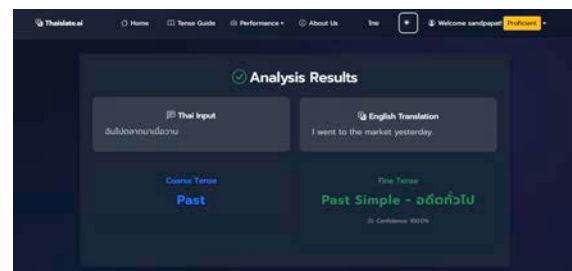 Thaislate.ai Home Tense Guide Performance About Us ไทย Welcome sandpapat! Proficient
Analysis Results
Thai Input
ฉันไปตลาดมาเมื่อวาน
English Translation
I went to the market yesterday.
Coarse Tense
Past
Fine Tense
Past Simple - อดีตทั่วไป
Confidence: 100.0%